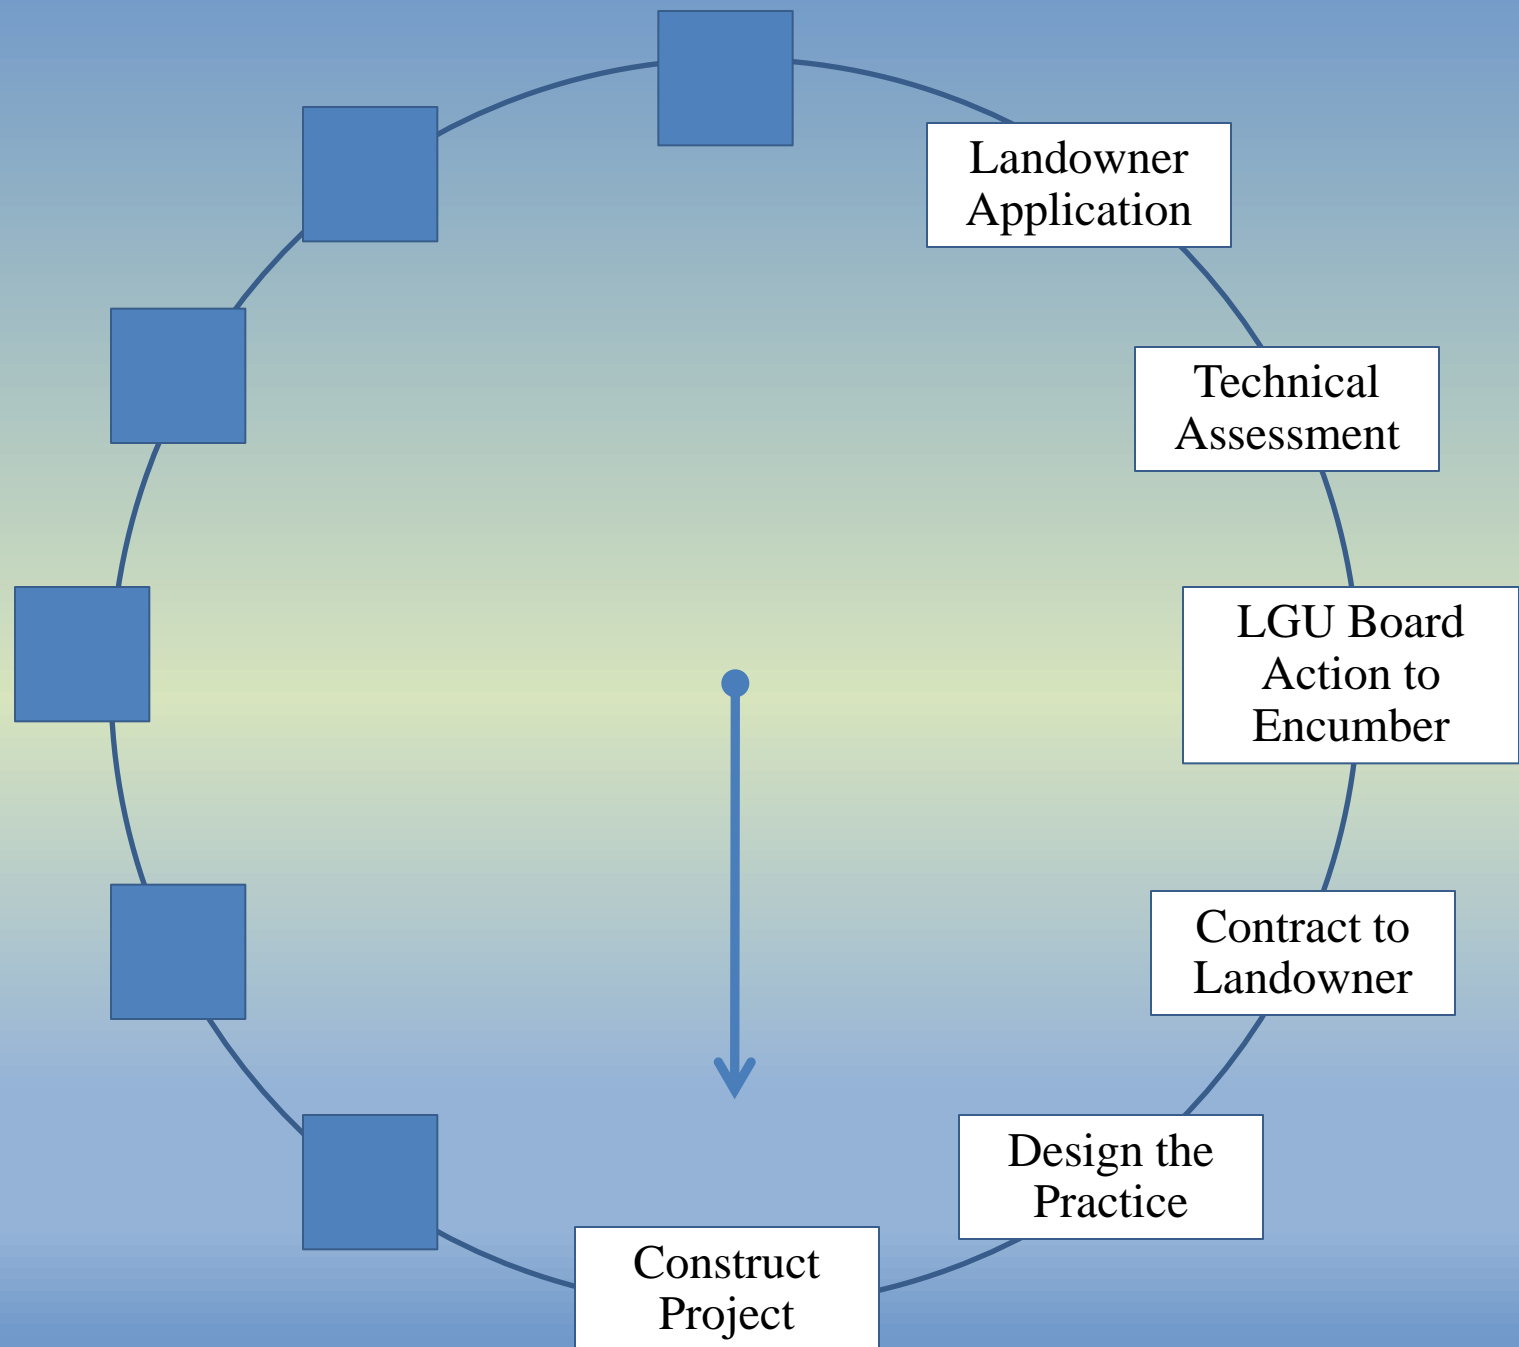 Landowner
Application
Technical
Assessment
LGU Board
Action to
Encumber
Contract to
Landowner
Design the
Practice
Construct
Project